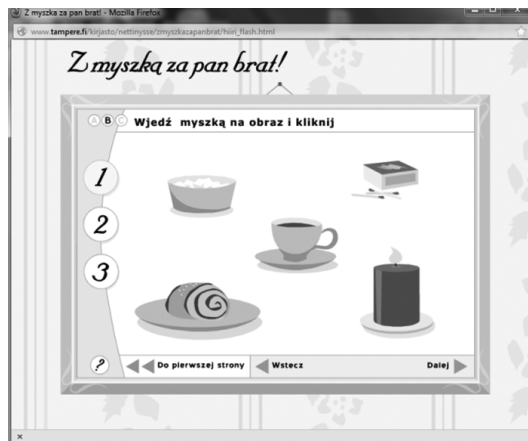 Z myszka za pan brat! - Mozilla Firefox
www.tampere.fi/kirjasto/nettinysse/zmyszkazapanbrat/hiiri_flash.html
Z myszką za pan brat!
A B C Wjedź myszką na obraz i kliknij
1
2
3
? Do pierwszej strony Wstecz Dalej